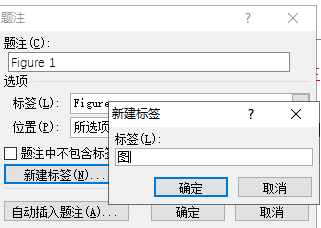 题注
题注(C):
Figure 1
选项
标签(L): Figure
位置(P): 所选项
题注中不包含标签
新建标签(N)...
自动插入题注(A)... 确定 取消
新建标签
标签(L):
图
确定 取消